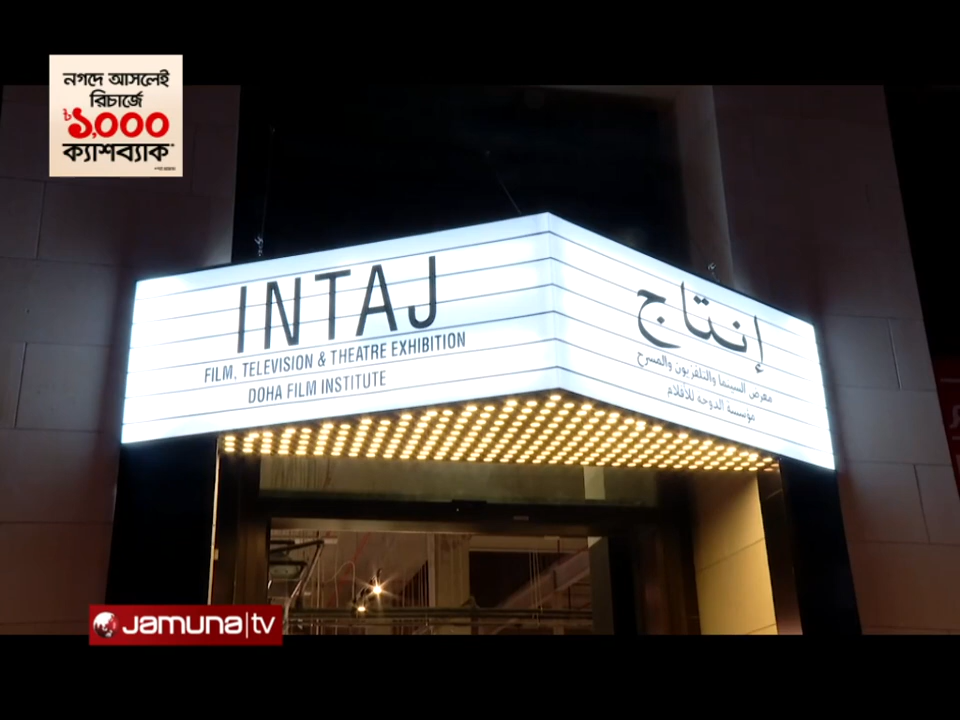 নগদে আসলেই
রিচার্জে
৳১,০০০
ক্যাশব্যাক*
INTAJ
FILM, TELEVISION & THEATRE EXHIBITION
DOHA FILM INSTITUTE
إنتاج
معرض السينما والتلفزيون والمسرح
مؤسسة الدوحة للأفلام
JAMUNA|tv